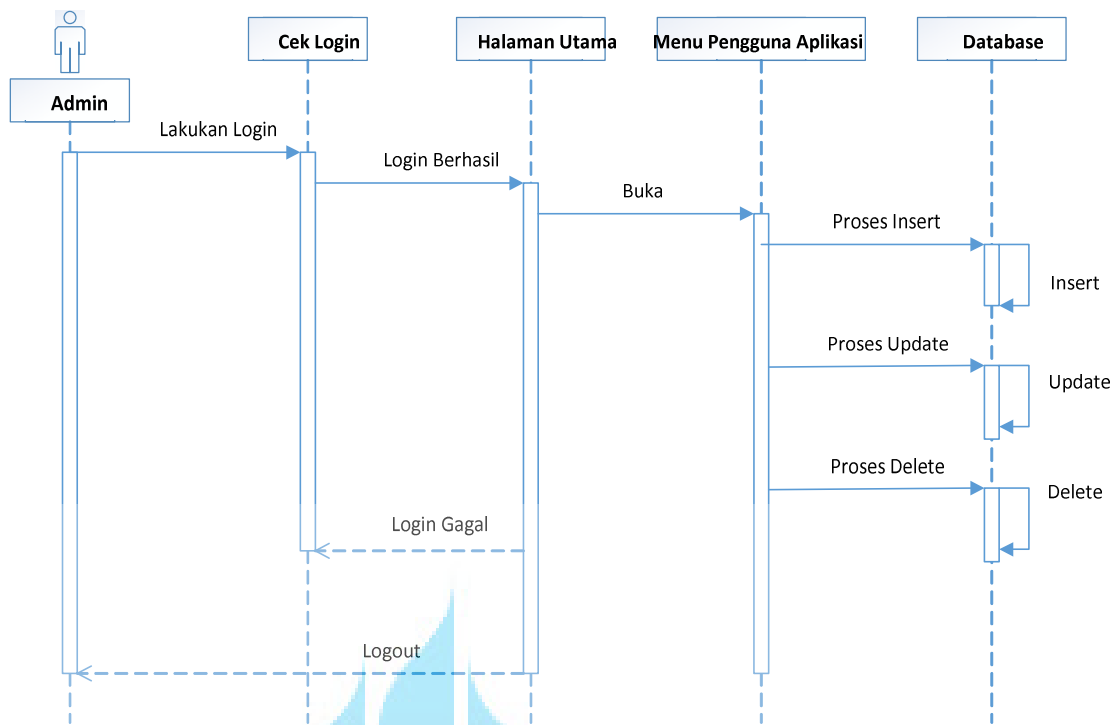 Cek Login
Halaman Utama
Menu Pengguna Aplikasi
Database
Admin
Lakukan Login
Login Berhasil
Buka
Proses Insert
Insert
Proses Update
Update
Proses Delete
Delete
Login Gagal
Logout